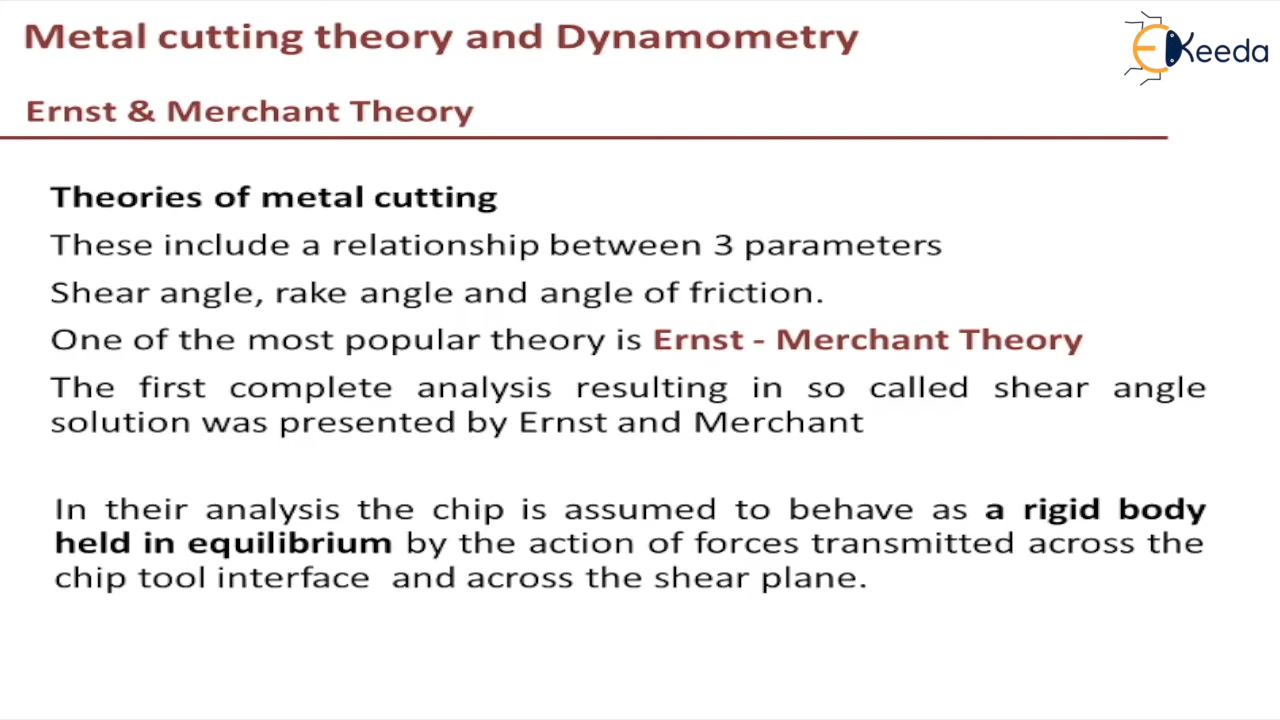 Metal cutting theory and Dynamometry
EKeeda
Ernst & Merchant Theory
Theories of metal cutting
These include a relationship between 3 parameters
Shear angle, rake angle and angle of friction.
One of the most popular theory is Ernst - Merchant Theory
The first complete analysis resulting in so called shear angle
solution was presented by Ernst and Merchant
In their analysis the chip is assumed to behave as a rigid body
held in equilibrium by the action of forces transmitted across the
chip tool interface and across the shear plane.